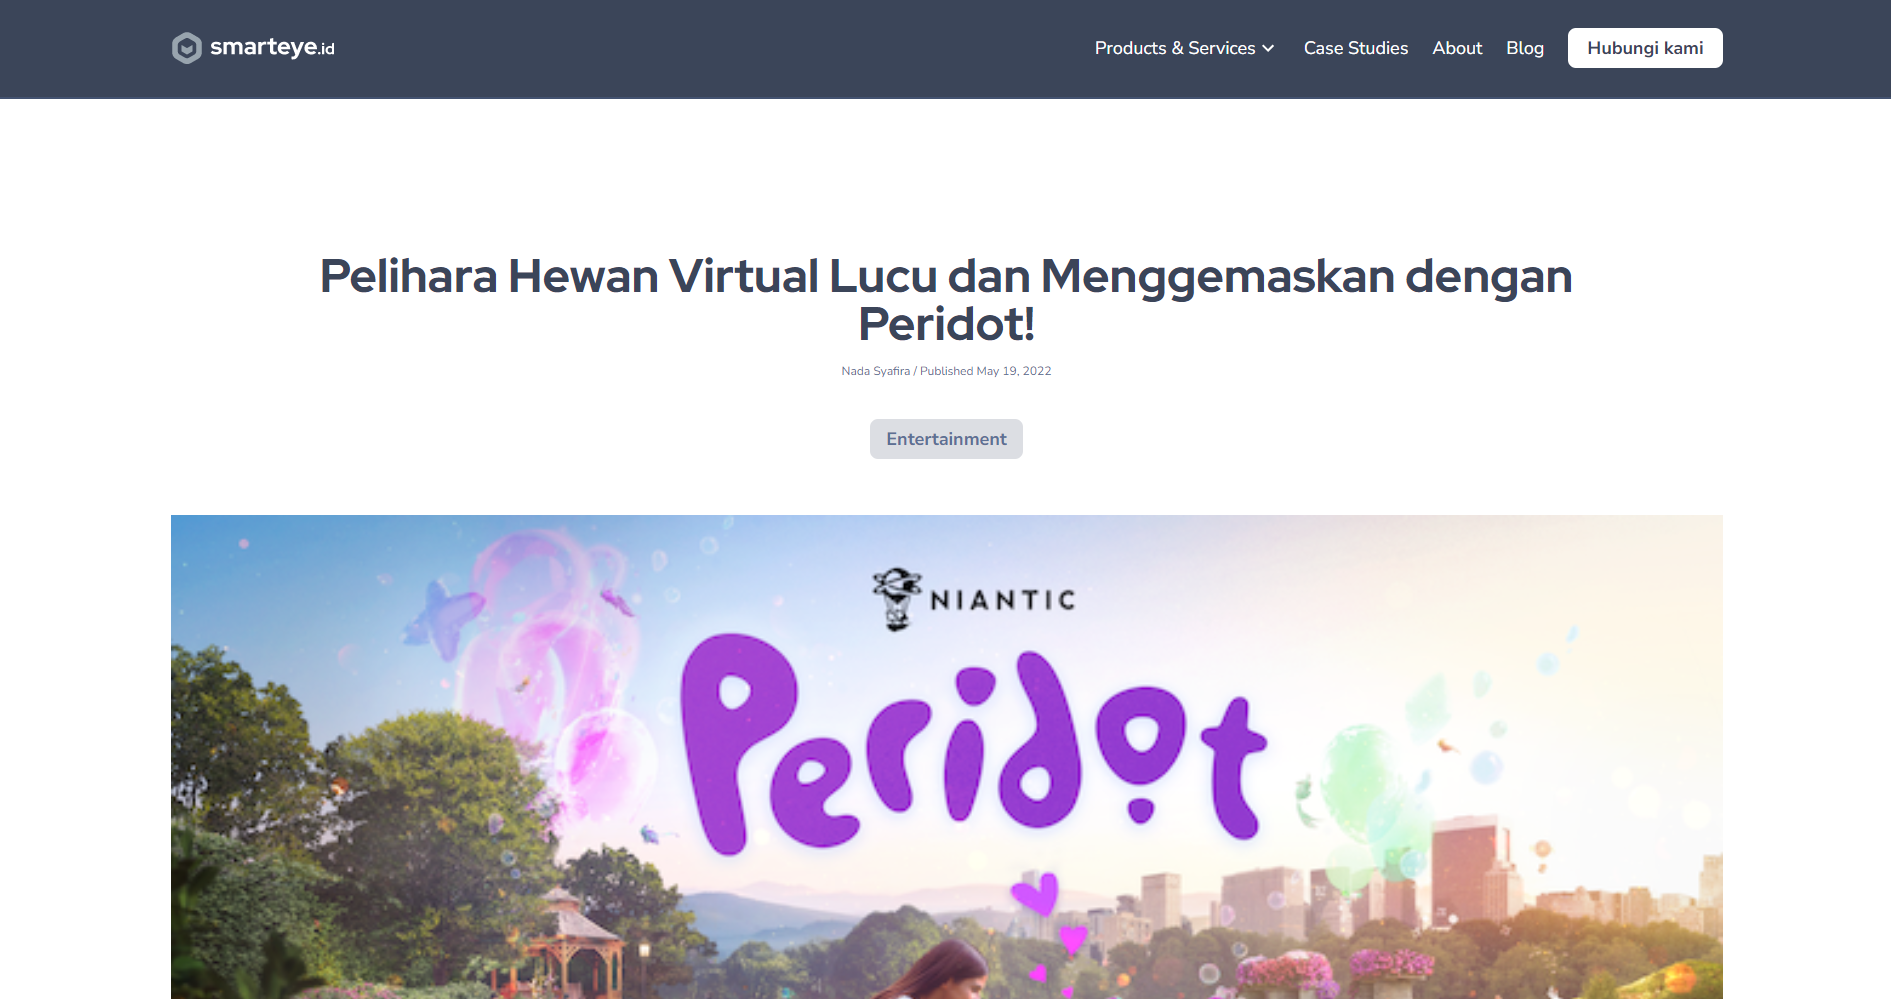 smarteye.id
Products & Services
Case Studies
About
Blog
Hubungi kami
Pelihara Hewan Virtual Lucu dan Menggemaskan dengan
Peridot!
Nada Syafira / Published May 19, 2022
Entertainment
NIANTIC
Peridot